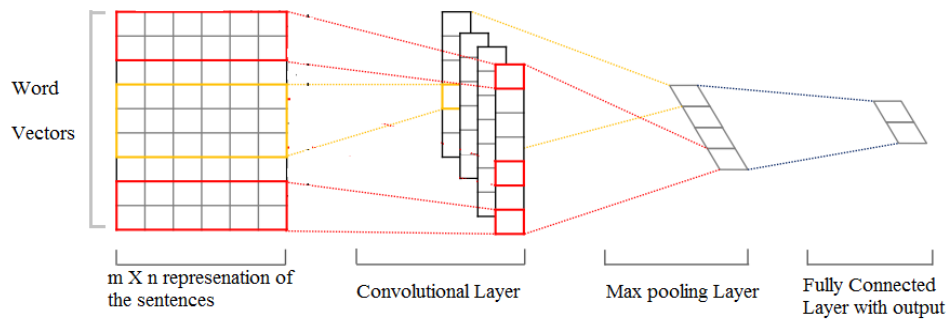 Word
Vectors
m X n represenation of
the sentences
Convolutional Layer
Max pooling Layer
Fully Connected
Layer with output